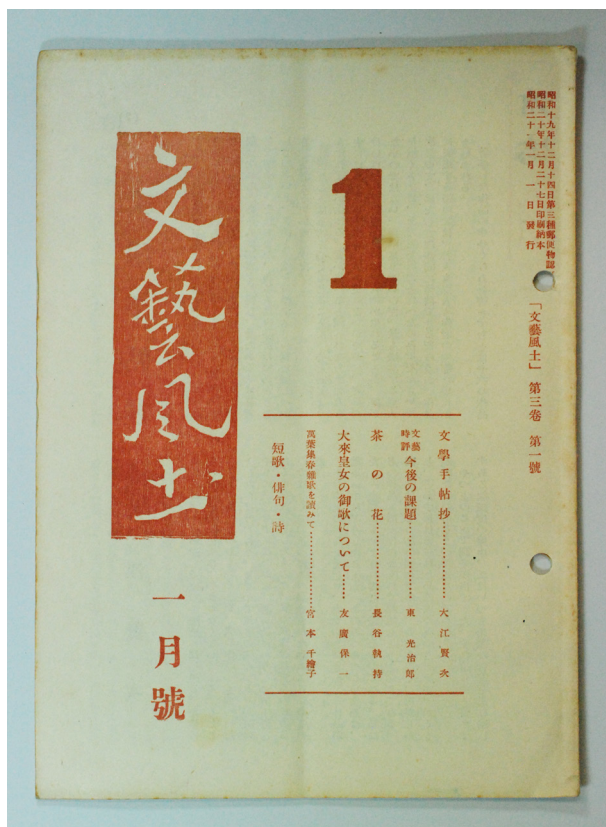 昭和十九年十二月十四日第三種郵便物認
昭和二十年十二月二十七日印刷納本
昭和二十一年一月一日發行
「文藝風土」 第三卷 第一號
1
文學手帖抄…………………大江賢次
文藝時評 今後の課題………………東光治郎
茶の花………………長谷執持
大來皇女の御歌について……友廣保一
萬葉集春雜歌を讀みて………………宮本千繪子
短歌・俳句・詩
文藝風土
一月號